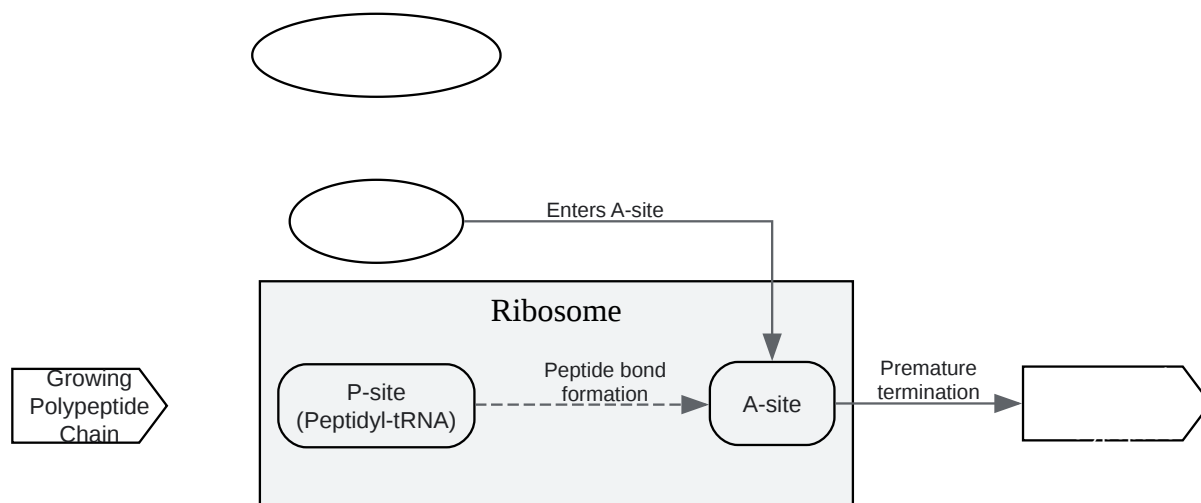 Enters A-site
Ribosome
Growing
Polypeptide
Chain
P-site
(Peptidyl-tRNA)
Peptide bond
formation
A-site
Premature
termination